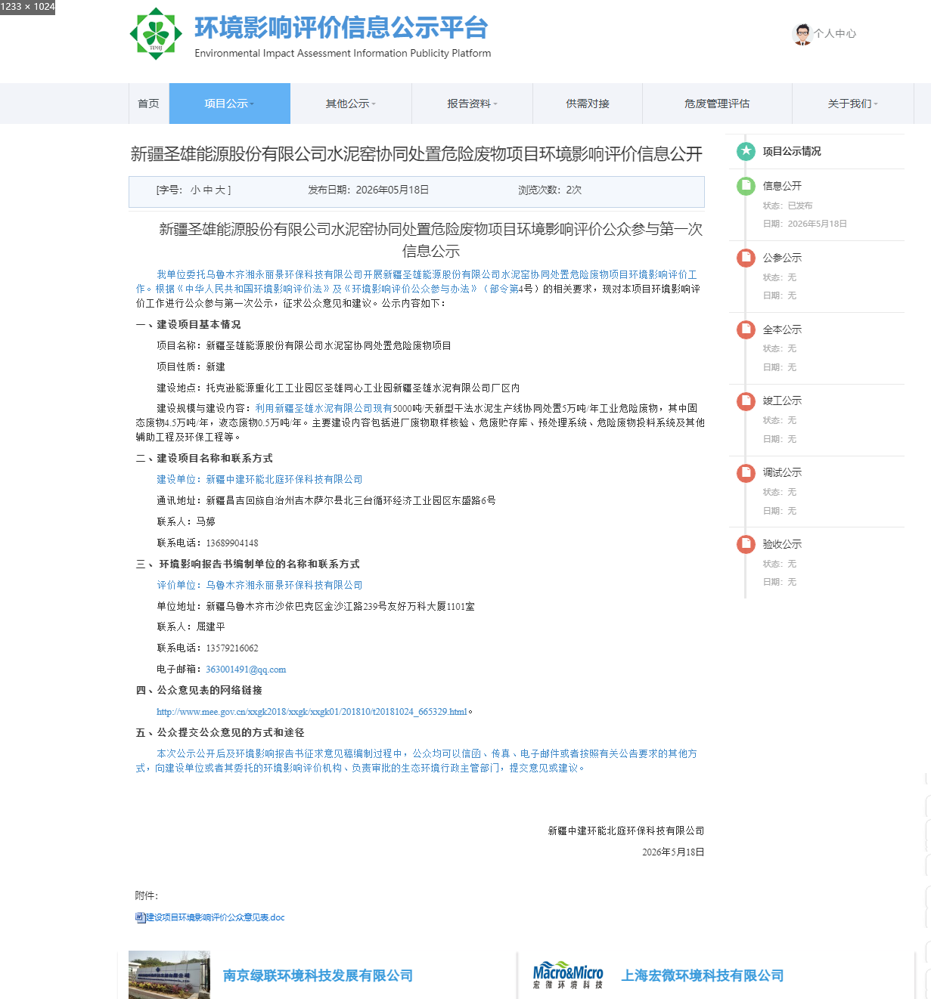 1233 × 1024
环境影响评价信息公示平台
Environmental Impact Assessment Information Publicity Platform
个人中心
首页 项目公示 其他公示 报告资料 供需对接 危废管理评估 关于我们
新疆圣雄能源股份有限公司水泥窑协同处置危险废物项目环境影响评价信息公开
[字号： 小 中 大 ] 发布日期：2026年05月18日 浏览次数：2次
新疆圣雄能源股份有限公司水泥窑协同处置危险废物项目环境影响评价公众参与第一次
信息公示
我单位委托乌鲁木齐湘永丽景环保科技有限公司开展新疆圣雄能源股份有限公司水泥窑协同处置危险废物项目环境影响评价工
作。根据《中华人民共和国环境影响评价法》及《环境影响评价公众参与办法》（部令第4号）的相关要求，现对本项目环境影响评
价工作进行公众参与第一次公示，征求公众意见和建议。公示内容如下：
一、建设项目基本情况
项目名称：新疆圣雄能源股份有限公司水泥窑协同处置危险废物项目
项目性质：新建
建设地点：托克逊能源重化工工业园区圣雄同心工业园新疆圣雄水泥有限公司厂区内
建设规模与建设内容：利用新疆圣雄水泥有限公司现有5000吨/天新型干法水泥生产线协同处置5万吨/年工业危险废物，其中固
态废物4.5万吨/年，液态废物0.5万吨/年。主要建设内容包括进厂废物取样核验、危废贮存库、预处理系统、危险废物投料系统及其他
辅助工程及环保工程等。
二、建设项目名称和联系方式
建设单位：新疆中建环能北庭环保科技有限公司
通讯地址：新疆昌吉回族自治州吉木萨尔县北三台循环经济工业园区东盛路6号
联系人：马婷
联系电话：13689904148
三、 环境影响报告书编制单位的名称和联系方式
评价单位：乌鲁木齐湘永丽景环保科技有限公司
单位地址：新疆乌鲁木齐市沙依巴克区金沙江路239号友好万科大厦1101室
联系人：屈建平
联系电话：13579216062
电子邮箱：363001491@qq.com
四、公众意见表的网络链接
http://www.mee.gov.cn/xxgk2018/xxgk/xxgk01/201810/t20181024_665329.html。
五、公众提交公众意见的方式和途径
本次公示公开后及环境影响报告书征求意见稿编制过程中，公众均可以信函、传真、电子邮件或者按照有关公告要求的其他方
式，向建设单位或者其委托的环境影响评价机构、负责审批的生态环境行政主管部门，提交意见或建议。
新疆中建环能北庭环保科技有限公司
2026年5月18日
附件：
建设项目环境影响评价公众意见表.doc
项目公示情况
信息公开
状态：已发布
日期：2026年5月18日
公参公示
状态：无
日期：无
全本公示
状态：无
日期：无
竣工公示
状态：无
日期：无
调试公示
状态：无
日期：无
验收公示
状态：无
日期：无
南京绿联环境科技发展有限公司
Macro&Micro
宏微环境科技
上海宏微环境科技有限公司